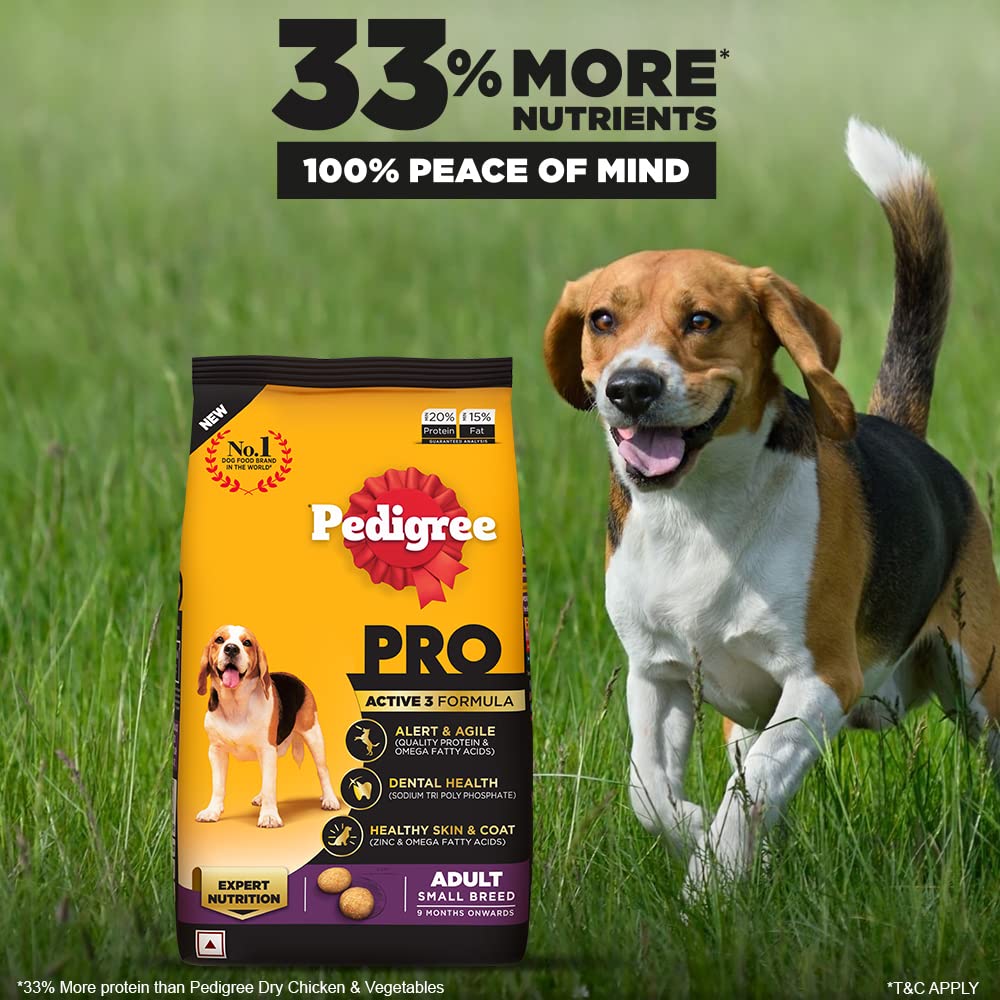 33% MORE*
NUTRIENTS
100% PEACE OF MIND
NEW
No.1
DOG FOOD BRAND
IN THE WORLD*
20% 15%
Protein Fat
GUARANTEED ANALYSIS
Pedigree
PRO
ACTIVE 3 FORMULA
ALERT & AGILE
(QUALITY PROTEIN &
OMEGA FATTY ACIDS)
DENTAL HEALTH
(SODIUM TRI POLY PHOSPHATE)
HEALTHY SKIN & COAT
(ZINC & OMEGA FATTY ACIDS)
EXPERT
NUTRITION
ADULT
SMALL BREED
9 MONTHS ONWARDS
*33% More protein than Pedigree Dry Chicken & Vegetables
*T&C APPLY